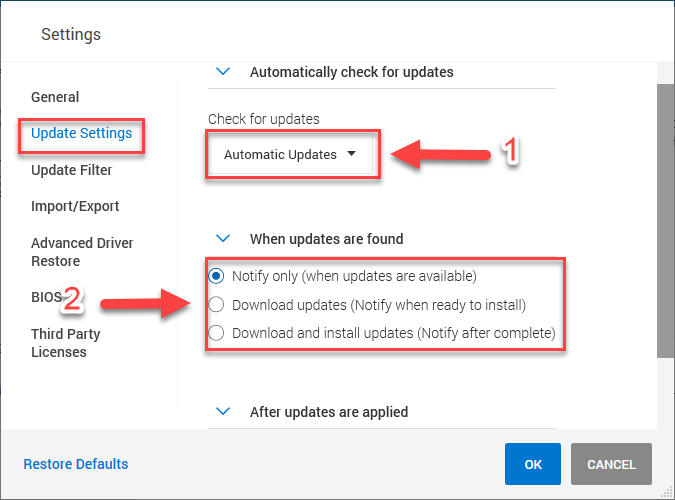 Settings
General
Update Settings
Update Filter
Import/Export
Advanced Driver
Restore
BIOS
Third Party
Licenses
Automatically check for updates
Check for updates
Automatic Updates
1
When updates are found
2
Notify only (when updates are available)
Download updates (Notify when ready to install)
Download and install updates (Notify after complete)
After updates are applied
Restore Defaults
OK
CANCEL